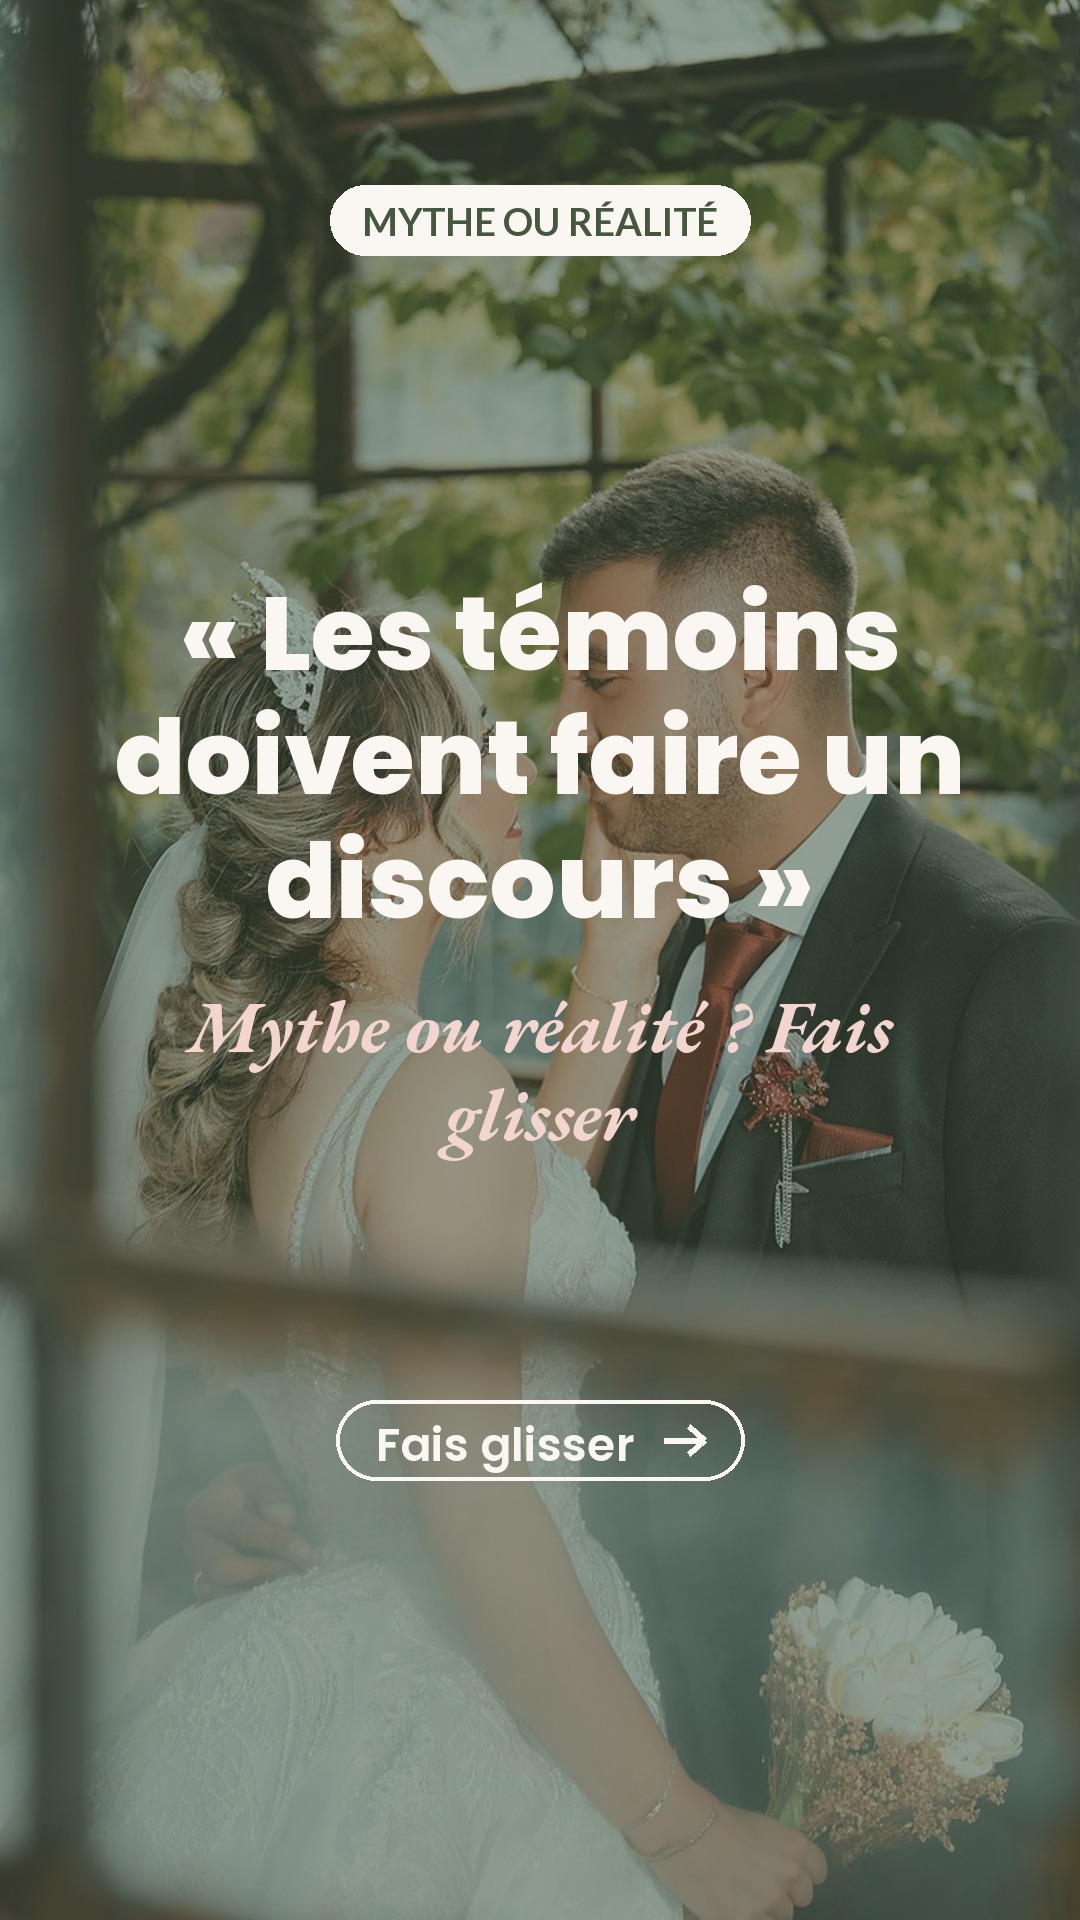 MYTHE OU RÉALITÉ
« Les témoins
doivent faire un
discours »
Mythe ou réalité ? Fais
glisser
Fais glisser →